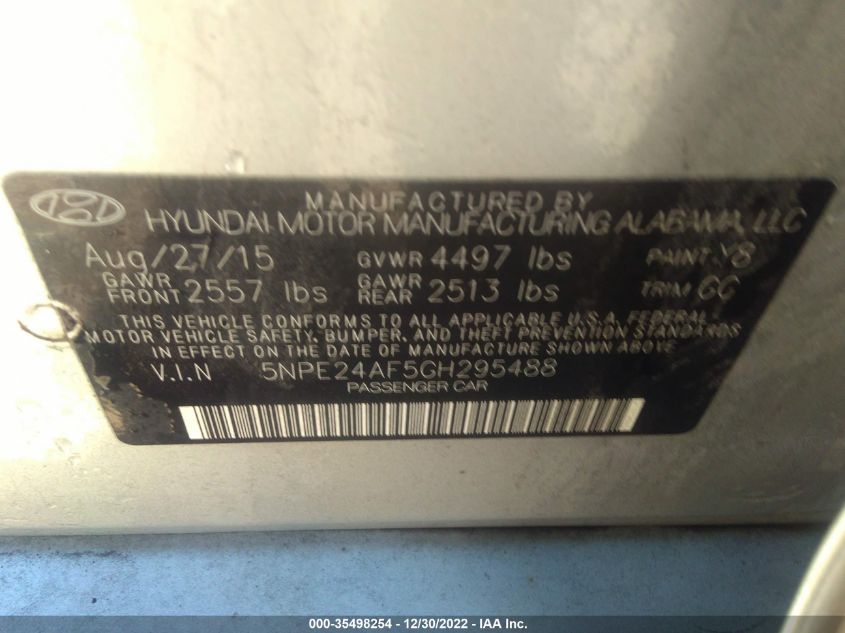 MANUFACTURED BY
HYUNDAI MOTOR MANUFACTURING ALABAMA, LLC
Aug/27/15 GVWR 4497 lbs PAINT Y8
GAWR FRONT 2557 lbs GAWR REAR 2513 lbs TRIM GG
THIS VEHICLE CONFORMS TO ALL APPLICABLE U.S.A. FEDERAL
MOTOR VEHICLE SAFETY, BUMPER, AND THEFT PREVENTION STANDARDS
IN EFFECT ON THE DATE OF MANUFACTURE SHOWN ABOVE
V.I.N 5NPE24AF5GH295488
PASSENGER CAR
000-35498254 - 12/30/2022 - IAA Inc.